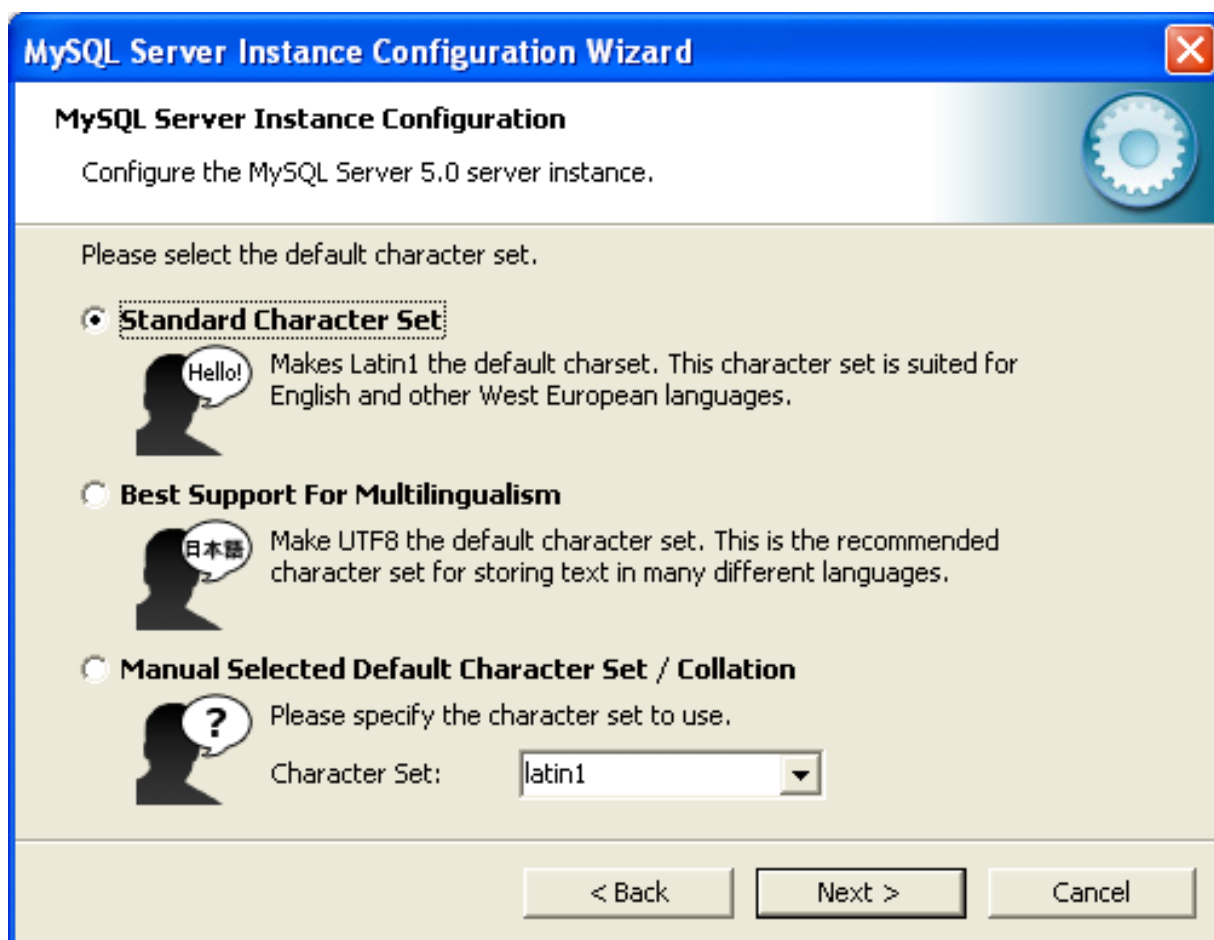 MySQL Server Instance Configuration Wizard
MySQL Server Instance Configuration
Configure the MySQL Server 5.0 server instance.
Please select the default character set.
Standard Character Set
Hello!
Makes Latin1 the default charset. This character set is suited for
English and other West European languages.
Best Support For Multilingualism
日本語
Make UTF8 the default character set. This is the recommended
character set for storing text in many different languages.
Manual Selected Default Character Set / Collation
?
Please specify the character set to use.
Character Set: latin1
< Back Next > Cancel